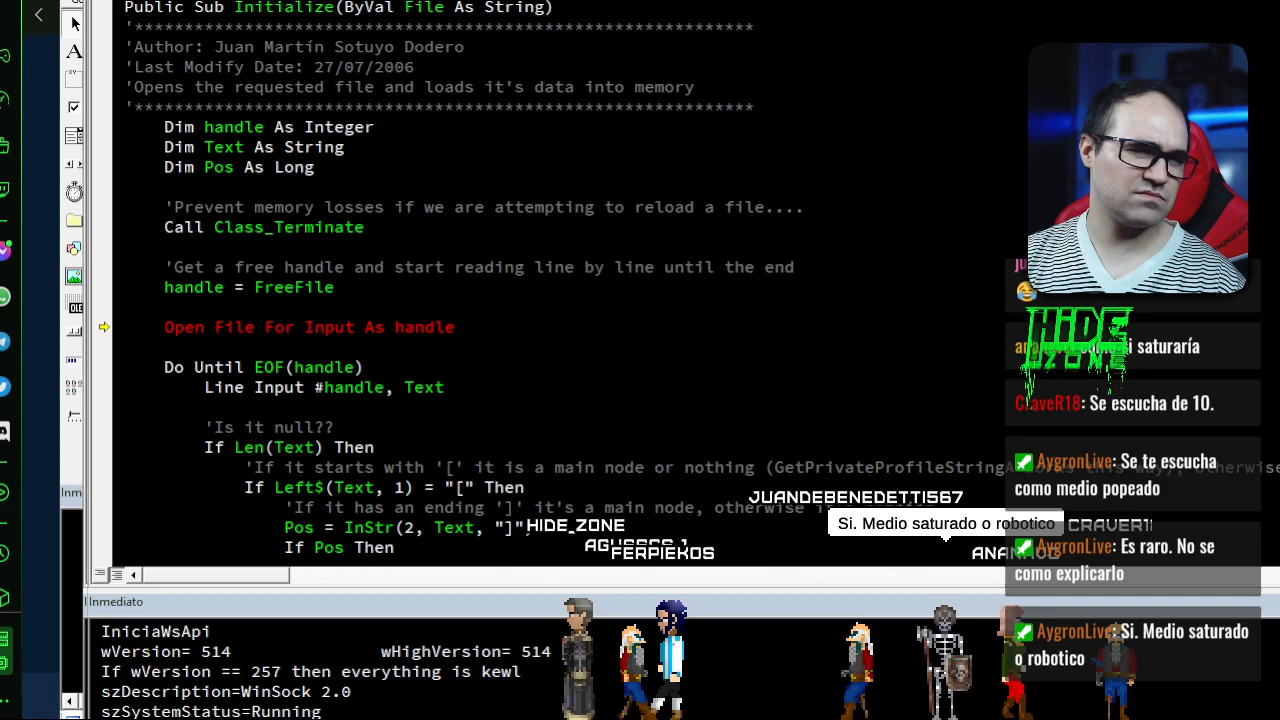 Public Sub Initialize(ByVal File As String)
'***************************************************************
'Author: Juan Martín Sotuyo Dodero
'Last Modify Date: 27/07/2006
'Opens the requested file and loads it's data into memory
'***************************************************************
Dim handle As Integer
Dim Text As String
Dim Pos As Long
'Prevent memory losses if we are attempting to reload a file....
Call Class_Terminate
'Get a free handle and start reading line by line until the end
handle = FreeFile
Open File For Input As handle
Do Until EOF(handle)
Line Input #handle, Text
'Is it null??
If Len(Text) Then
'If it starts with '[' it is a main node or nothing (GetPrivateProfileStringA
If Left$(Text, 1) = "[" Then
'If it has an ending ']' it's a main node, otherwise
Pos = InStr(2, Text, "]")
If Pos Then
Inmediato
IniciaWsApi
wVersion= 514 wHighVersion= 514
If wVersion == 257 then everything is kewl
szDescription=WinSock 2.0
szSystemStatus=Running
A
OLE
Inm
HIDE_ZONE
FERPIEKOS
JUANDEBENEDETTI567
Si. Medio saturado o robotico
HIDE
ZONE
i saturaría
CraveR18: Se escucha de 10.
AygronLive: Se te escucha
como medio popeado
AygronLive: Es raro. No se
como explicarlo
AygronLive: Si. Medio saturado
o robotico